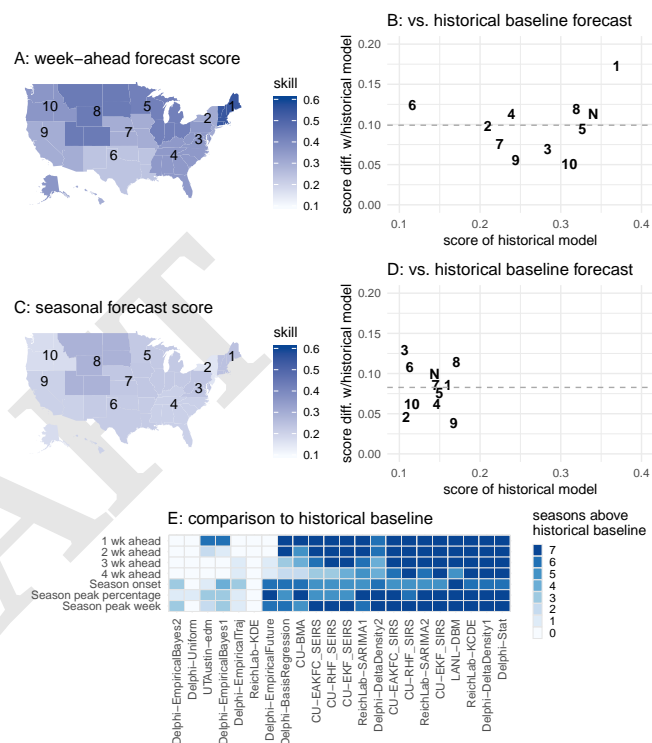 A: week−ahead forecast score
skill
0.6
0.5
0.4
0.3
0.2
0.1
1
2
3
4
5
6
7
8
9
10
B: vs. historical baseline forecast
score diff. w/historical model
0.20
0.15
0.10
0.05
0.00
1
10
2
3
4
5
6
7
8
9
N
0.1
0.2
0.3
0.4
score of historical model
C: seasonal forecast score
skill
0.6
0.5
0.4
0.3
0.2
0.1
1
2
3
4
5
6
7
8
9
10
D: vs. historical baseline forecast
score diff. w/historical model
0.20
0.15
0.10
0.05
0.00
1
10
2
3
4
5
6
7
8
9
N
0.1
0.2
0.3
0.4
score of historical model
E: comparison to historical baseline
1 wk ahead
2 wk ahead
3 wk ahead
4 wk ahead
Season onset
Season peak percentage
Season peak week
Delphi−EmpiricalBayes2
Delphi−Uniform
UTAustin−edm
Delphi−EmpiricalBayes1
Delphi−EmpiricalTraj
ReichLab−KDE
Delphi−EmpiricalFuture
Delphi−BasisRegression
CU−BMA
CU−EAKFC_SEIRS
CU−RHF_SEIRS
CU−EKF_SEIRS
ReichLab−SARIMA1
Delphi−DeltaDensity2
CU−EAKFC_SIRS
CU−RHF_SIRS
ReichLab−SARIMA2
CU−EKF_SIRS
LANL−DBM
ReichLab−KCDE
Delphi−DeltaDensity1
Delphi−Stat
seasons above
historical baseline
7
6
5
4
3
2
1
0